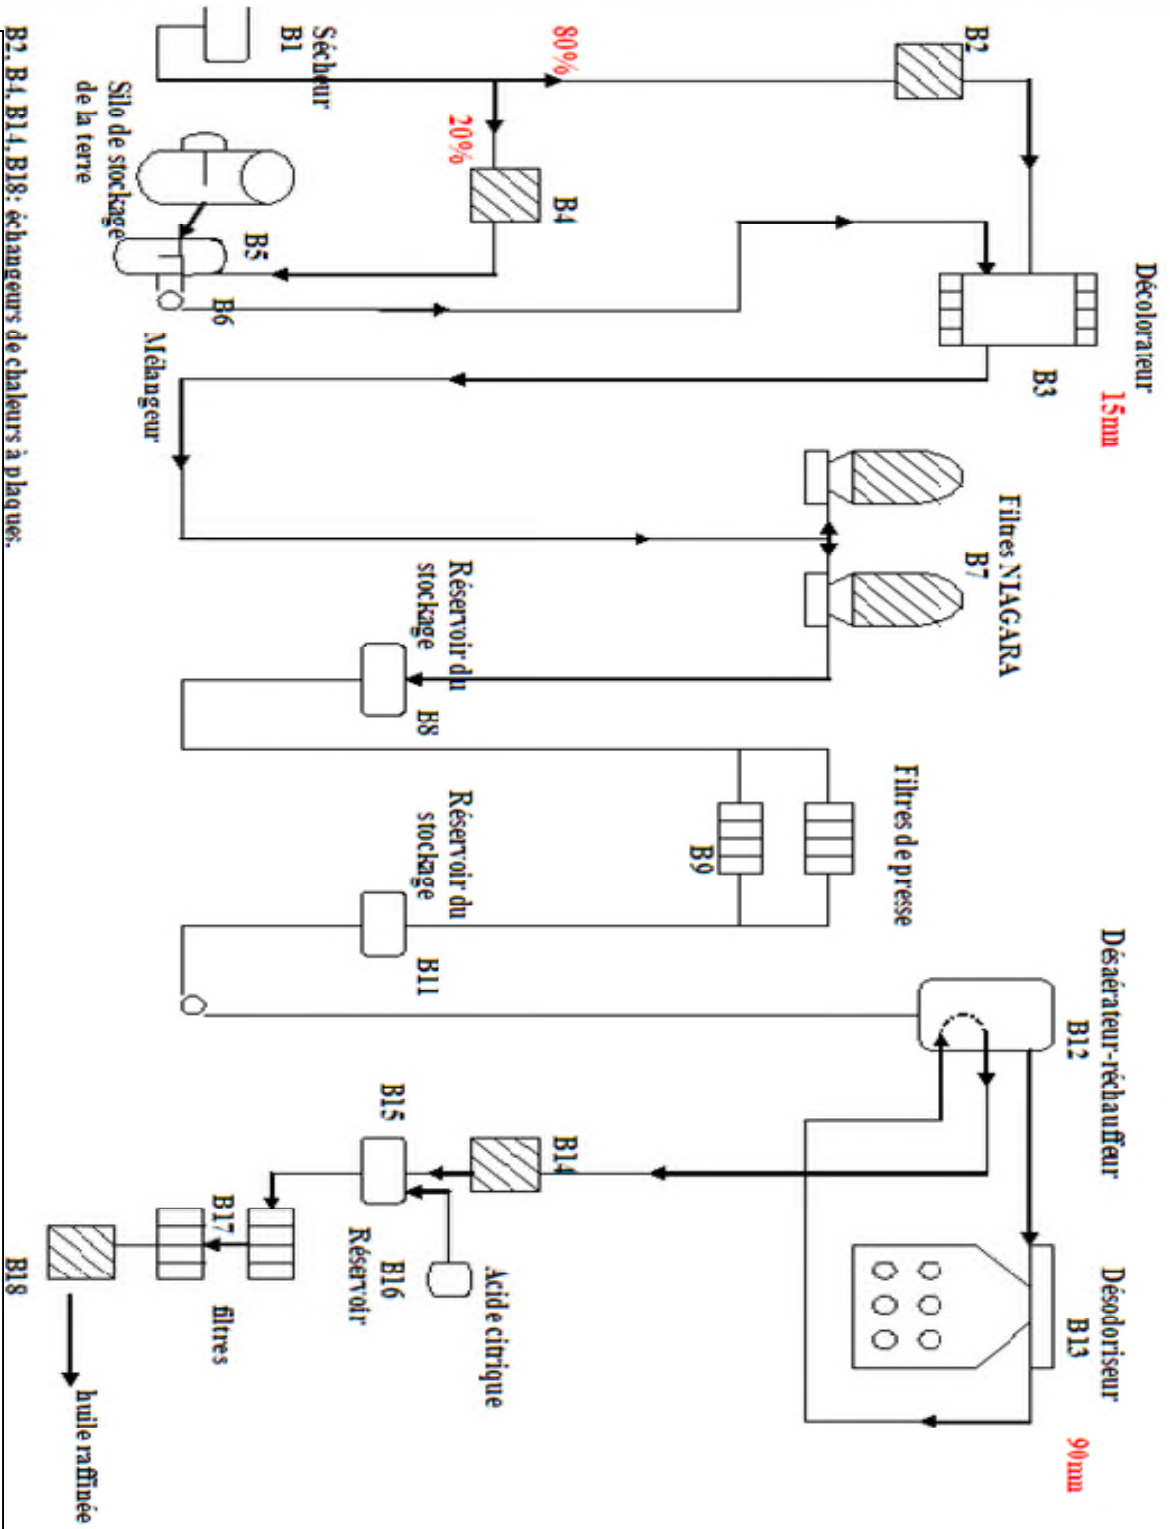 Décolorateur
B3
15mn
B2
80%
Sécheur
B1
20%
B4
Silo de stockage
de la terre
B5
B6
Mélangeur
Filtres NIAGARA
B7
Réservoir du
stockage
B8
Filtres de presse
B9
Réservoir du
stockage
B11
Désaérateur-réchauffeur
B12
Désodoriseur
B13
90mn
B14
B15
Acide citrique
B16
Réservoir
B17
filtres
B18
huile raffinée
B2, B4, B14, B18: échangeurs de chaleurs à plaques.